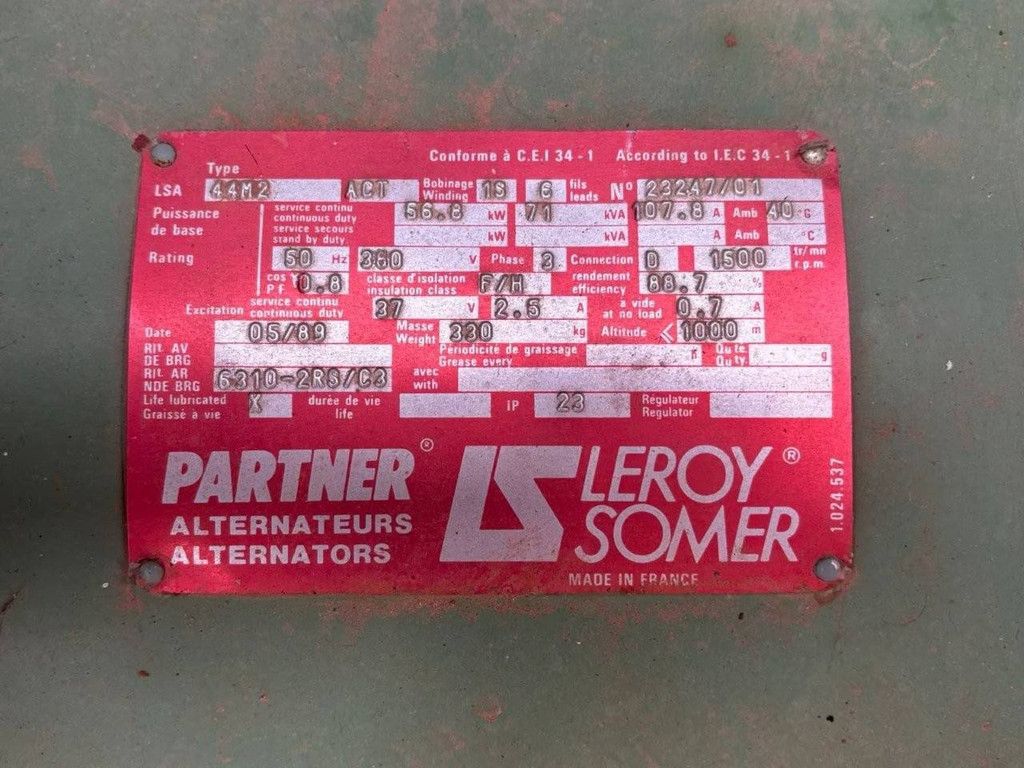 Conforme à C.E.I 34 - 1 According to I.E.C 34 - 1
Type
LSA 44M2 ACT Bobinage Winding 1S 6 fils leads N° 23247/01
Puissance de base
service continu continuous duty 56.8 kW 71 kVA 107.8 A Amb 40 °C
service secours stand by duty. kW kVA A Amb °C
Rating 50 Hz 380 V Phase 3 Connection D 1500 tr/mn r.p.m.
cos φ P f 0.8 classe d'isolation insulation class F/H rendement efficiency 88.7 %
Excitation service continu continuous duty 37 V 2.5 A à vide at no load 0.7 A
Date 05/89 Masse Weight 330 kg Altitude ≤ 1000 m
RLT AV DE BRG Périodicité de graissage Grease every h Qu té. Qu ty. g
RLT AR NDE BRG 6310-2RS/C3 avec with
Life lubricated Graissé à vie X durée de vie life iP 23 Régulateur Regulator
PARTNER ®
ALTERNATEURS
ALTERNATORS
LS LEROY ®
SOMER
MADE IN FRANCE
1.024.537